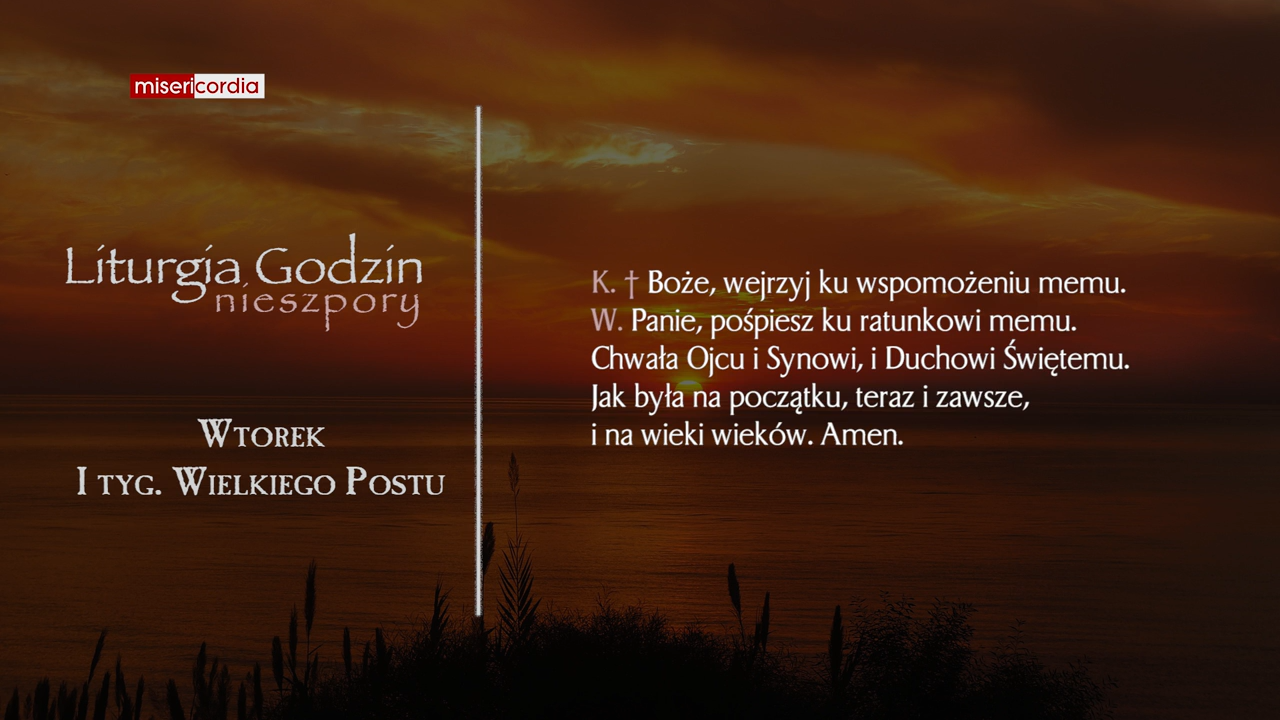 misericordia
Liturgia Godzin
nieszpory
Wtorek
I tyg. Wielkiego Postu
K. † Boże, wejrzyj ku wspomożeniu memu.
W. Panie, pośpiesz ku ratunkowi memu.
Chwała Ojcu i Synowi, i Duchowi Świętemu.
Jak była na początku, teraz i zawsze,
i na wieki wieków. Amen.